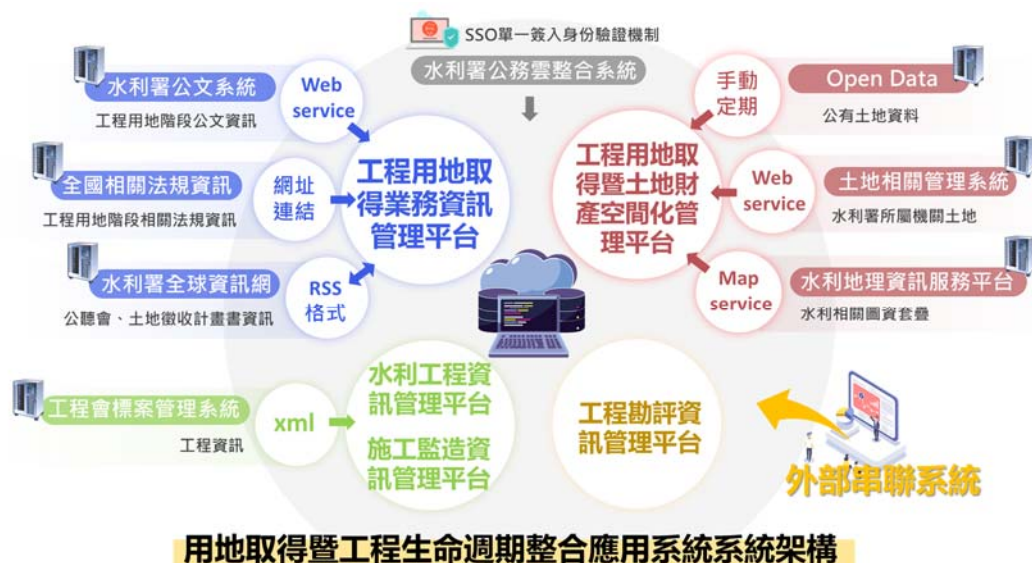 SSO單一簽入身份驗證機制
水利署公務雲整合系統
水利署公文系統
工程用地階段公文資訊
Web
service
全國相關法規資訊
工程用地階段相關法規資訊
網址
連結
水利署全球資訊網
公聽會、土地徵收計畫書資訊
RSS
格式
工程用地取
得業務資訊
管理平台
工程用地取
得暨土地財
產空間化管
理平台
手動
定期
Open Data
公有土地資料
Web
service
土地相關管理系統
水利署所屬機關土地
Map
service
水利地理資訊服務平台
水利相關圖資套疊
工程會標案管理系統
工程資訊
xml
水利工程資
訊管理平台
施工監造資
訊管理平台
工程勘評資
訊管理平台
外部串聯系統
用地取得暨工程生命週期整合應用系統系統架構